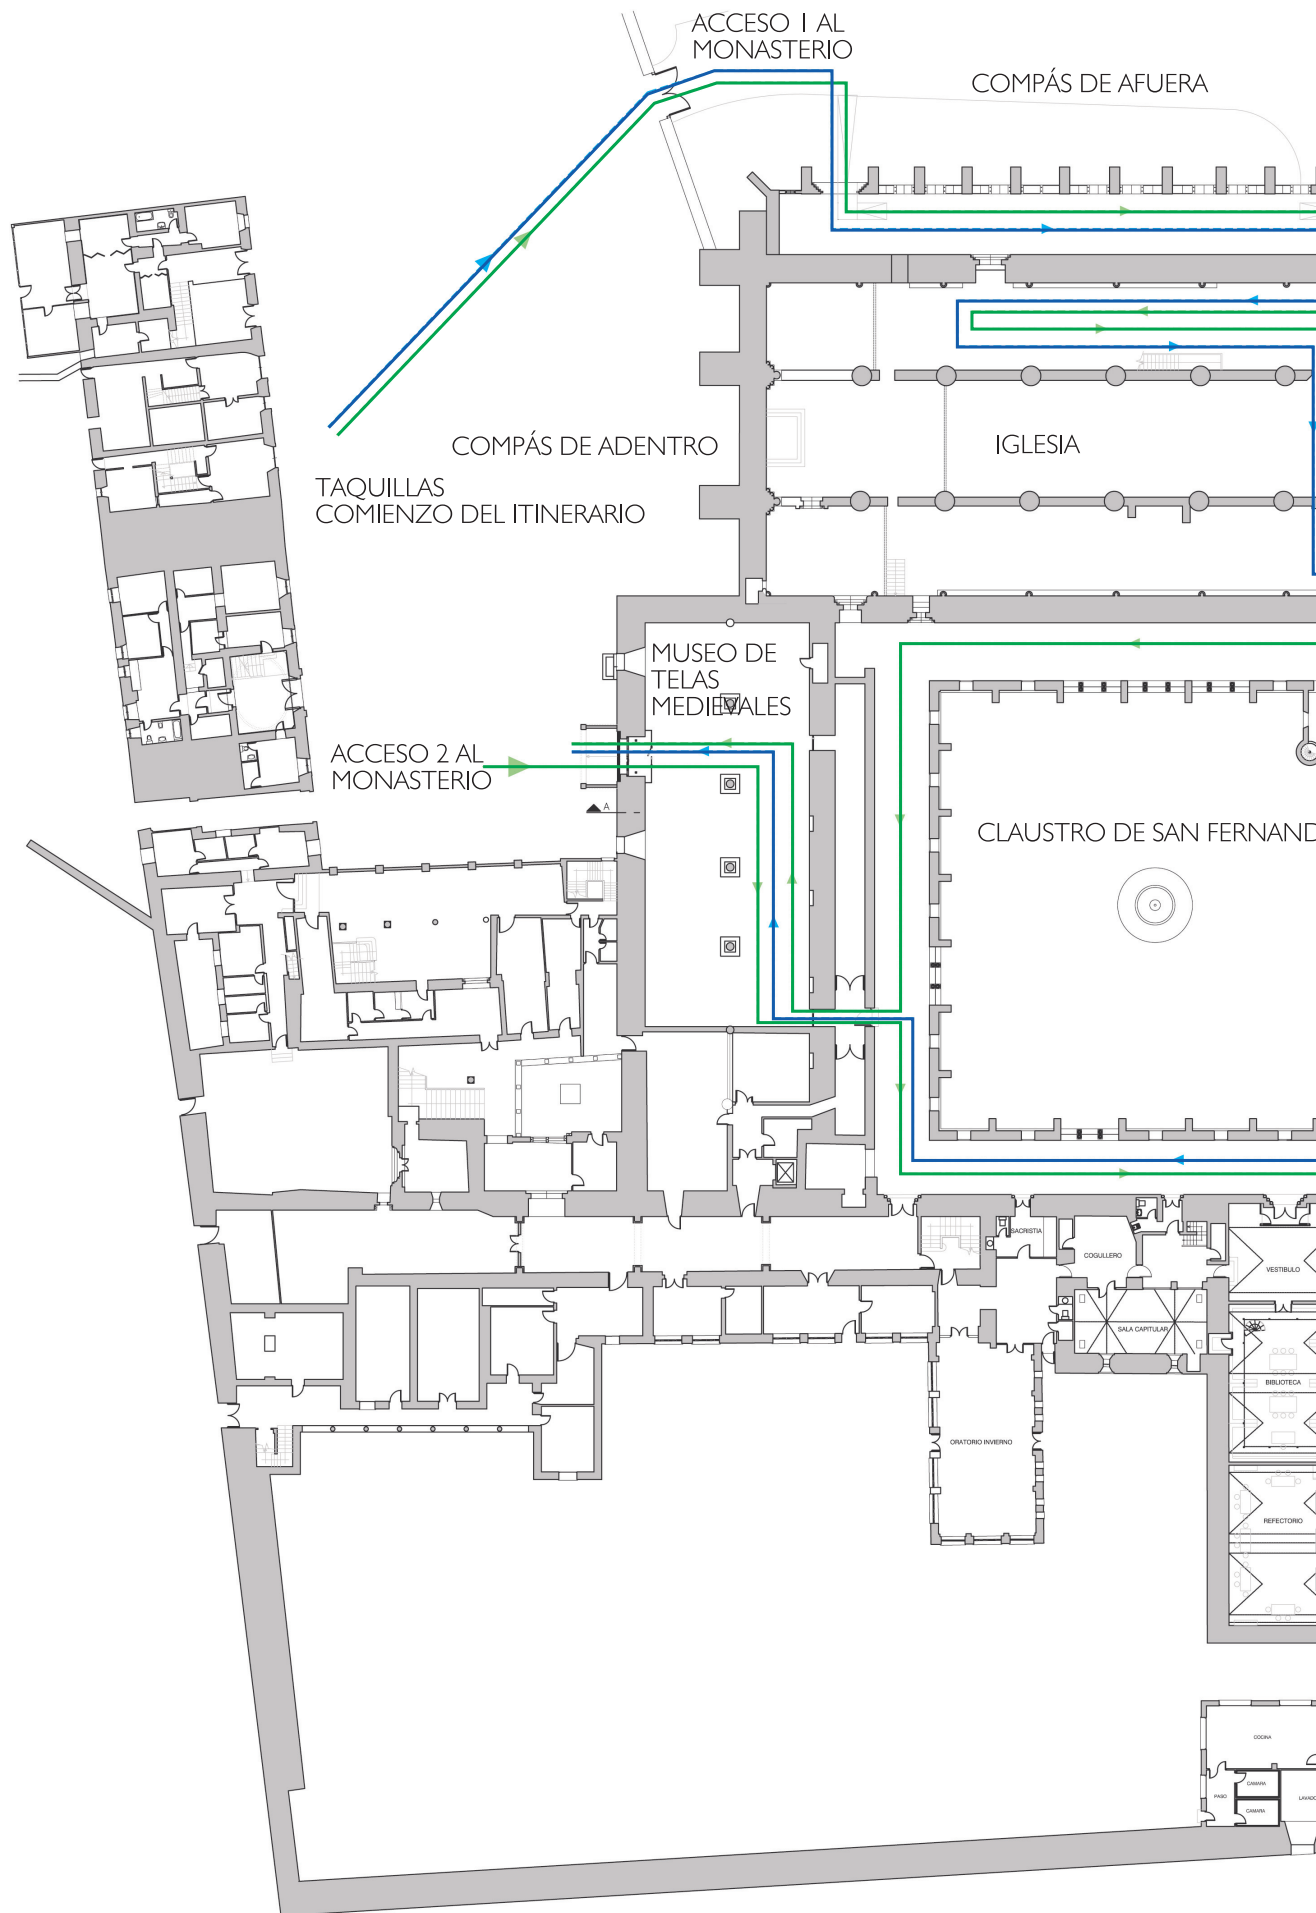 ACCESO 1 AL
MONASTERIO
COMPÁS DE AFUERA
COMPÁS DE ADENTRO
IGLESIA
TAQUILLAS
COMIENZO DEL ITINERARIO
MUSEO DE
TELAS
MEDIEVALES
ACCESO 2 AL
MONASTERIO
A
CLAUSTRO DE SAN FERNAND
SACRISTIA
COGULLERO
VESTIBULO
SALA CAPITULAR
BIBLIOTECA
ORATORIO INVIERNO
REFECTORIO
COCINA
PASO
CAMARA
LAVADO
CAMARA